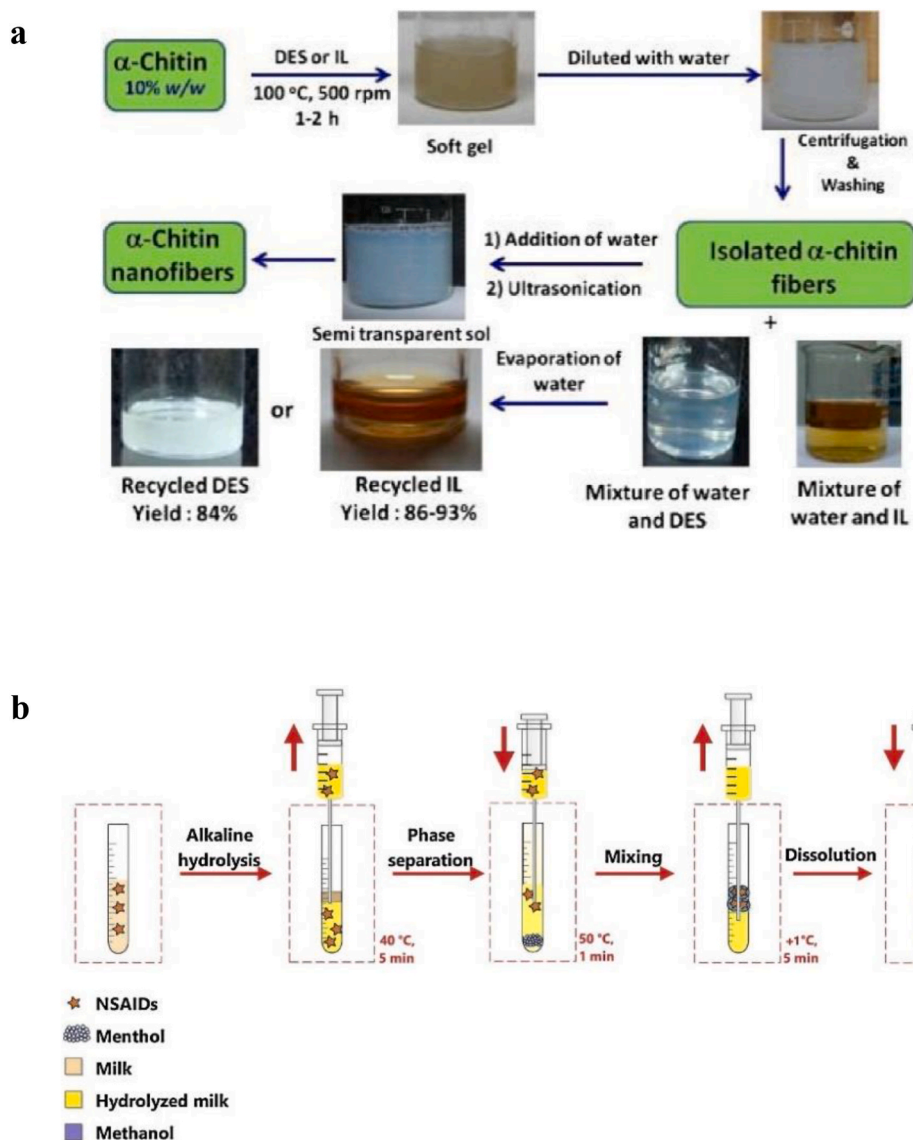 a
α-Chitin
10% w/w
DES or IL
100 °C, 500 rpm
1-2 h
Soft gel
Diluted with water
Centrifugation
&
Washing
α-Chitin
nanofibers
Semi transparent sol
1) Addition of water
2) Ultrasonication
Isolated α-chitin
fibers
+
or
Evaporation of
water
Recycled DES
Yield : 84%
Recycled IL
Yield : 86-93%
Mixture of water
and DES
Mixture of
water and IL
b
Alkaline
hydrolysis
Phase
separation
Mixing
Dissolution
40 °C,
5 min
50 °C,
1 min
+1°C,
5 min
NSAIDs
Menthol
Milk
Hydrolyzed milk
Methanol